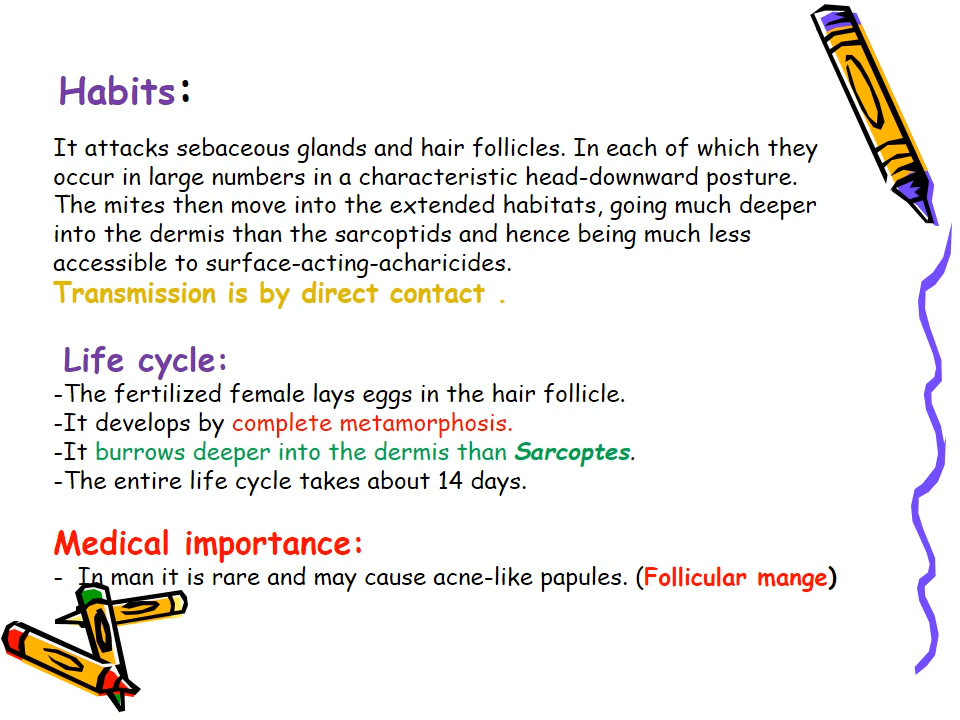 Habits:
It attacks sebaceous glands and hair follicles. In each of which they
occur in large numbers in a characteristic head-downward posture.
The mites then move into the extended habitats, going much deeper
into the dermis than the sarcoptids and hence being much less
accessible to surface-acting-acharicides.
Transmission is by direct contact .
Life cycle:
-The fertilized female lays eggs in the hair follicle.
-It develops by complete metamorphosis.
-It burrows deeper into the dermis than Sarcoptes.
-The entire life cycle takes about 14 days.
Medical importance:
- In man it is rare and may cause acne-like papules. (Follicular mange)